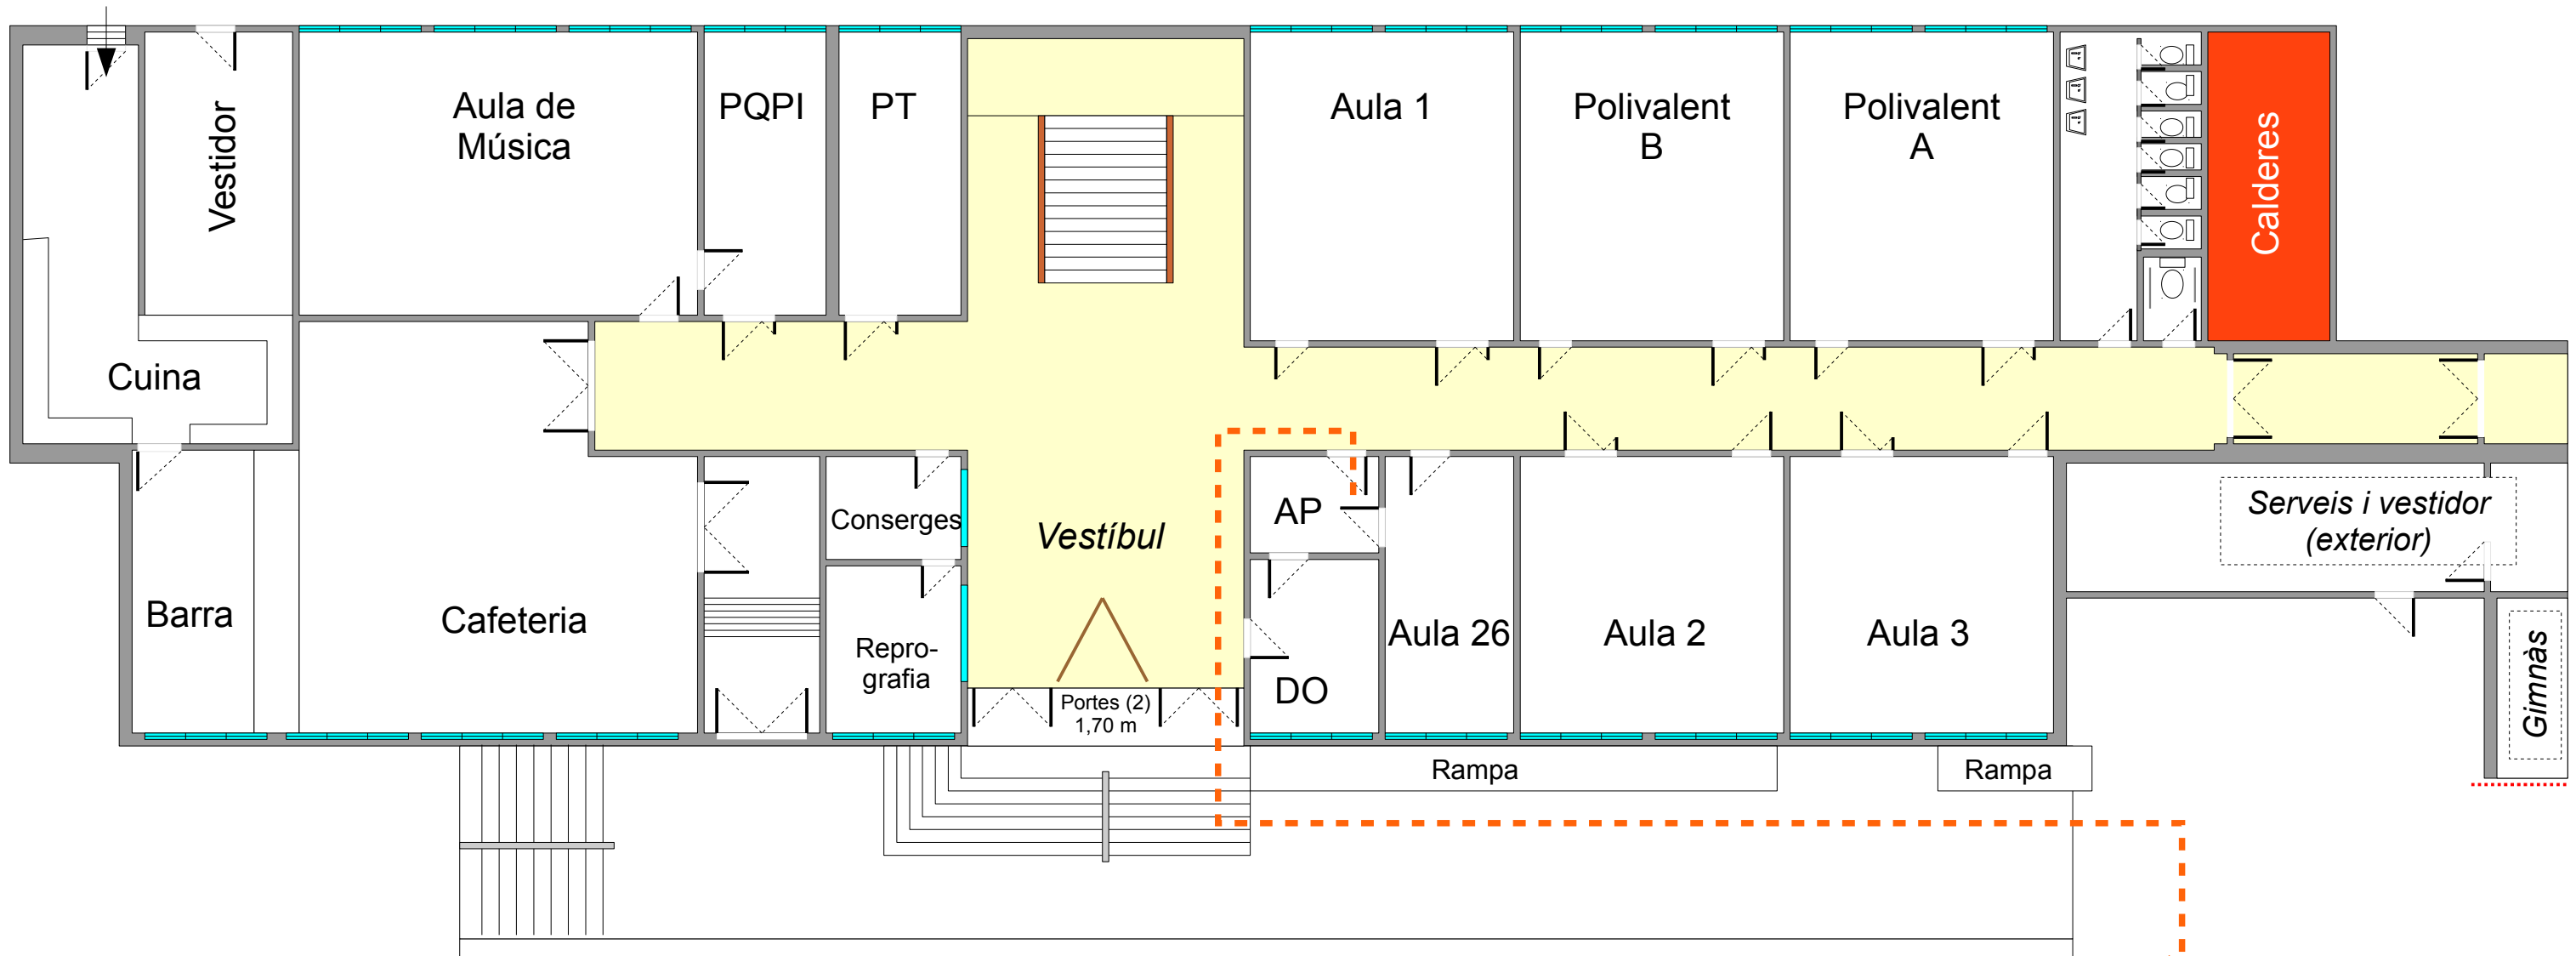 Vestidor
Aula de
Música
PQPI
PT
Aula 1
Polivalent
B
Polivalent
A
Calderes
Cuina
Barra
Cafeteria
Conserges
Repro-
grafia
Vestíbul
Portes (2)
1,70 m
AP
DO
Aula 26
Aula 2
Aula 3
Serveis i vestidor
(exterior)
Gimnàs
Rampa
Rampa